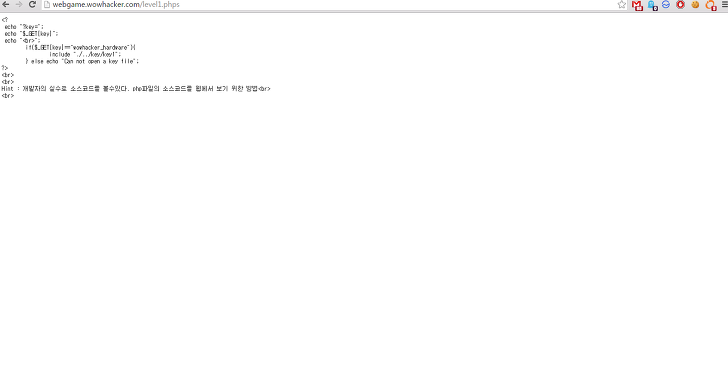 webgame.wowhacker.com/level1.phps
<?
echo "?key=";
echo "$_GET[key]";
echo "<br>";
if($_GET[key]=="wowhacker_hardware"){
include "./../key/key1";
} else echo "Can not open a key file";
?>
<br>
<br>
Hint : 개발자의 실수로 소스코드를 볼수있다. php파일의 소스코드를 웹에서 보기 위한 방법<br>
<br>